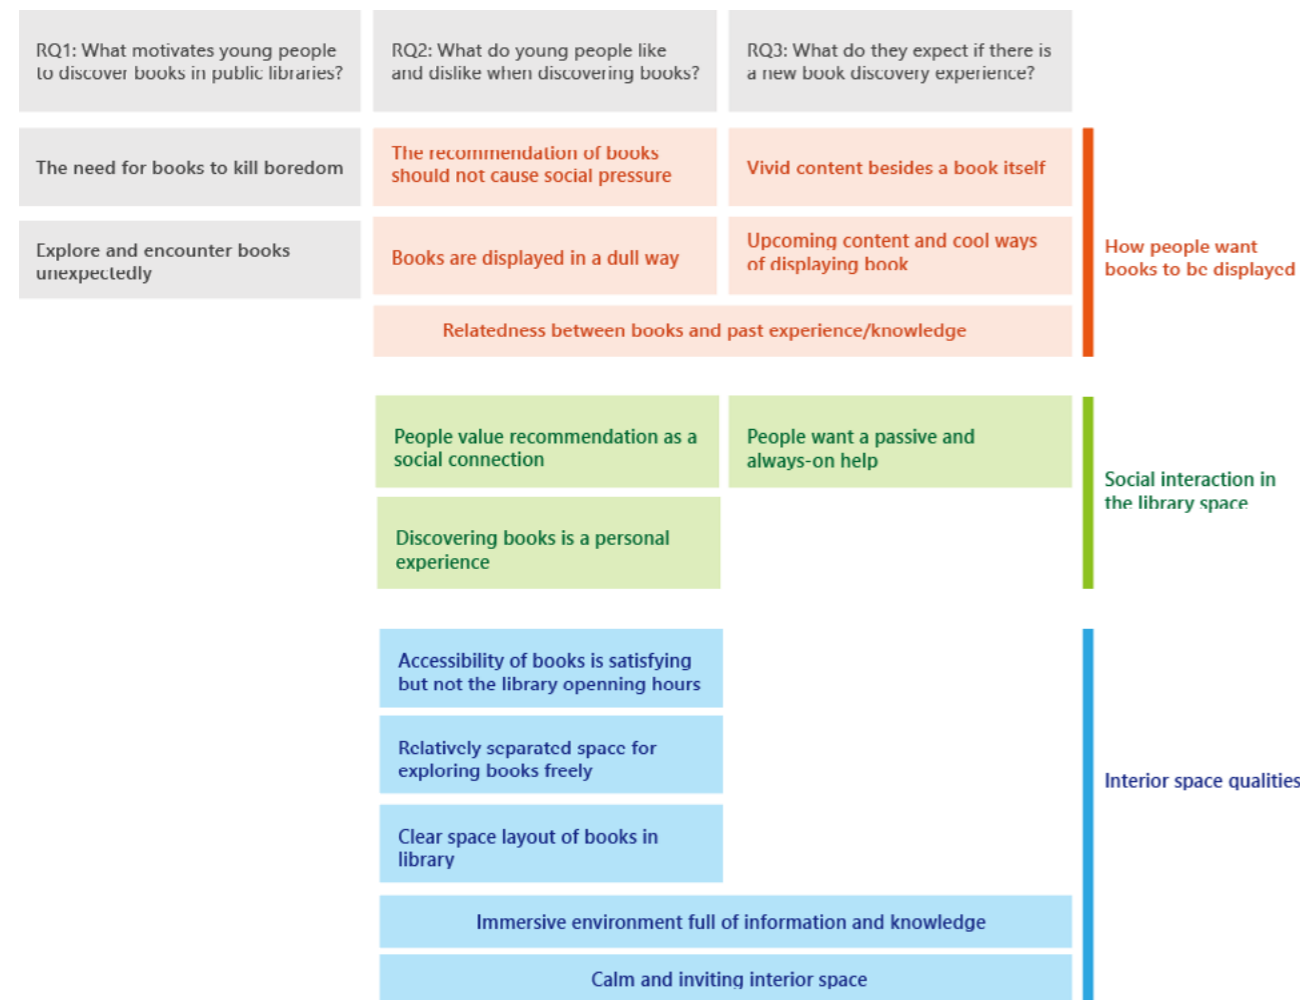 RQ1: What motivates young people
to discover books in public libraries?
RQ2: What do young people like
and dislike when discovering books?
RQ3: What do they expect if there is
a new book discovery experience?
The need for books to kill boredom
The recommendation of books
should not cause social pressure
Vivid content besides a book itself
Explore and encounter books
unexpectedly
Books are displayed in a dull way
Upcoming content and cool ways
of displaying book
Relatedness between books and past experience/knowledge
How people want
books to be displayed
People value recommendation as a
social connection
People want a passive and
always-on help
Discovering books is a personal
experience
Social interaction in
the library space
Accessibility of books is satisfying
but not the library openning hours
Relatively separated space for
exploring books freely
Clear space layout of books in
library
Immersive environment full of information and knowledge
Calm and inviting interior space
Interior space qualities